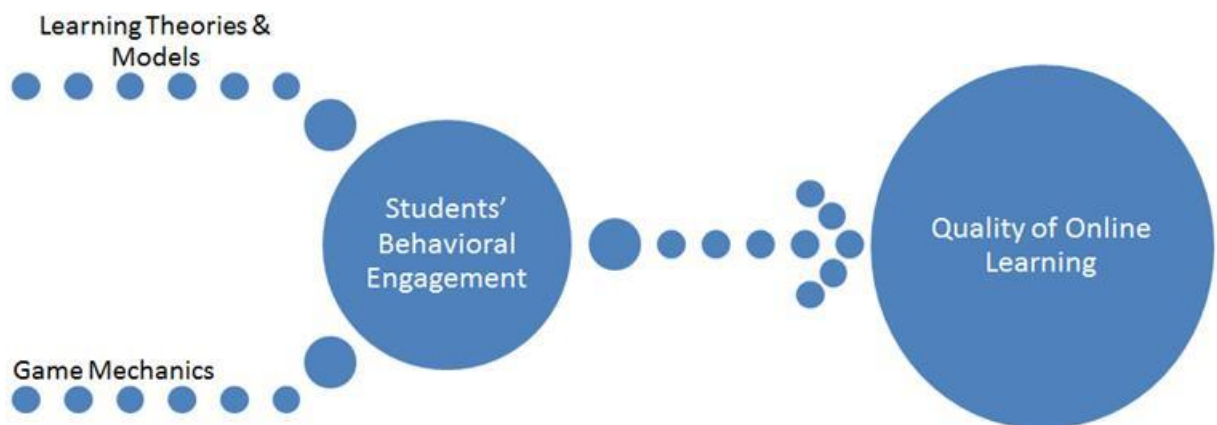 Learning Theories &
Models
Students’
Behavioral
Engagement
Quality of Online
Learning
Game Mechanics